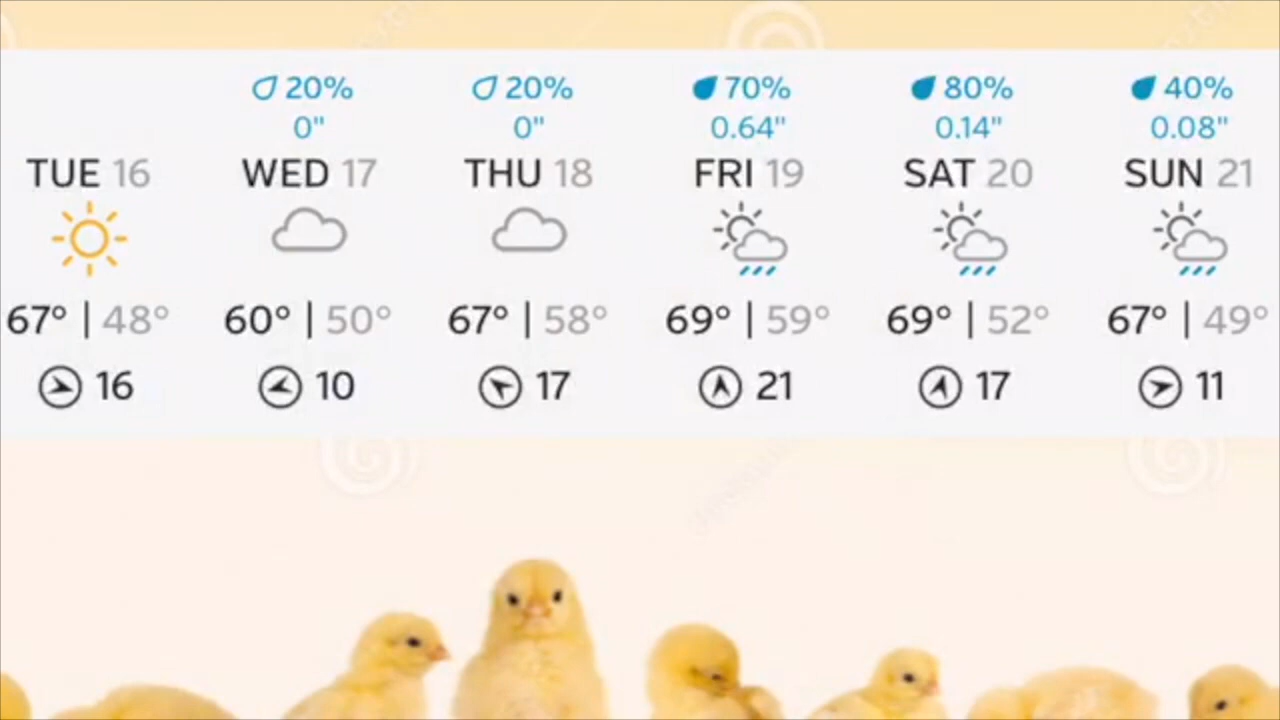 20% 20% 70% 80% 40%
0" 0" 0.64" 0.14" 0.08"
TUE 16 WED 17 THU 18 FRI 19 SAT 20 SUN 21
67° | 48° 60° | 50° 67° | 58° 69° | 59° 69° | 52° 67° | 49°
16 10 17 21 17 11